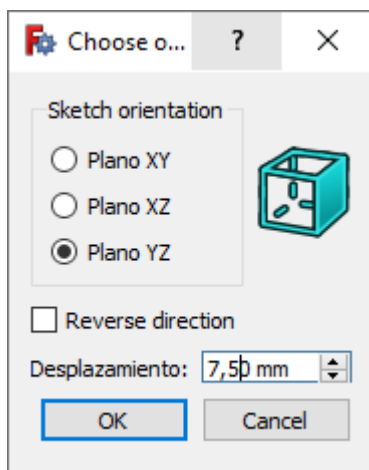 Choose o... ?
Sketch orientation
Plano XY
Plano XZ
Plano YZ
Reverse direction
Desplazamiento: 7,50 mm
OK Cancel